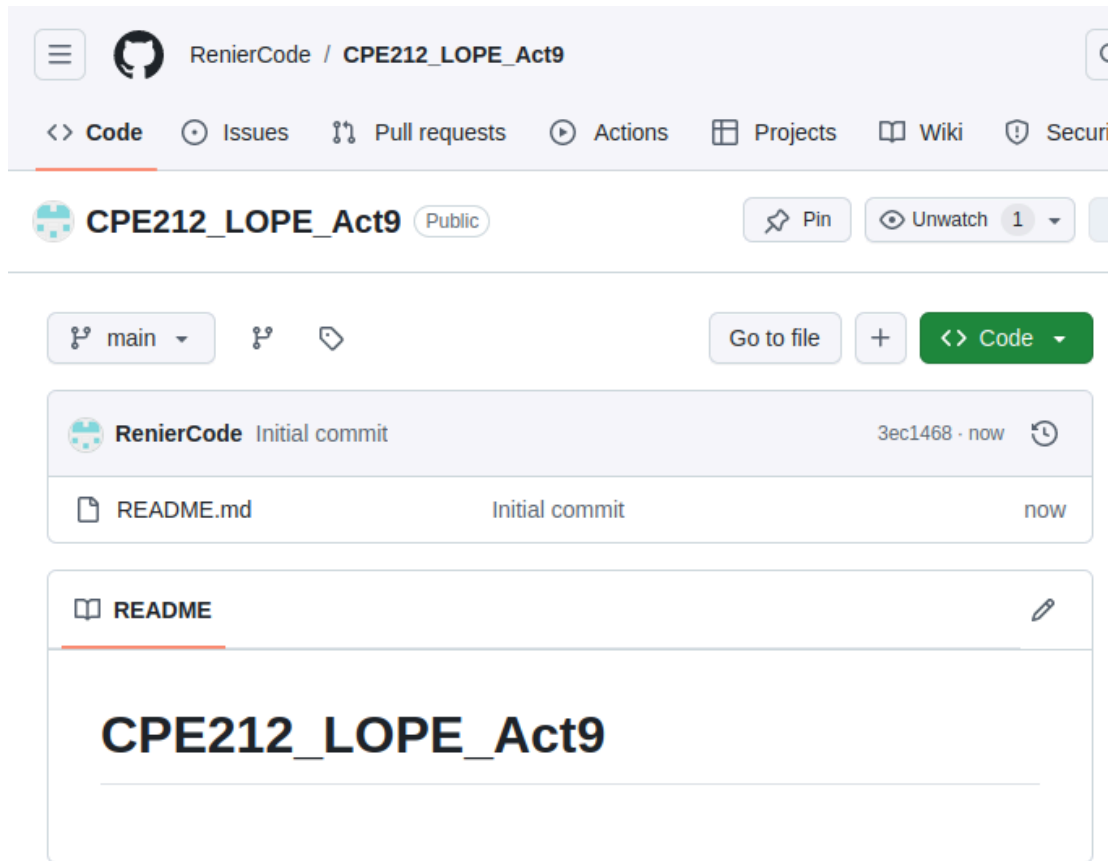 RenierCode / CPE212_LOPE_Act9
Code Issues Pull requests Actions Projects Wiki Securi
CPE212_LOPE_Act9 Public Pin Unwatch 1
main Go to file Code
RenierCode Initial commit 3ec1468 · now
README.md Initial commit now
README
CPE212_LOPE_Act9